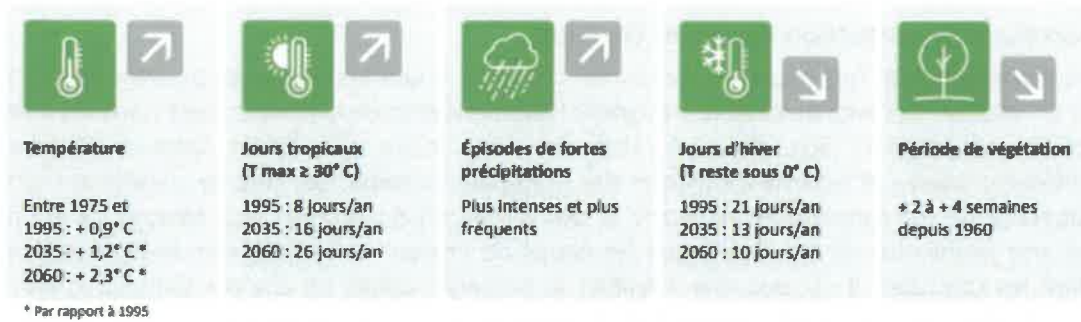 Température
Entre 1975 et
1995 : + 0,9° C
2035 : + 1,2° C *
2060 : + 2,3° C *
Jours tropicaux
(T max ≥ 30° C)
1995 : 8 jours/an
2035 : 16 jours/an
2060 : 26 jours/an
Épisodes de fortes
précipitations
Plus intenses et plus
fréquents
Jours d'hiver
(T reste sous 0° C)
1995 : 21 jours/an
2035 : 13 jours/an
2060 : 10 jours/an
Période de végétation
+ 2 à + 4 semaines
depuis 1960
* Par rapport à 1995